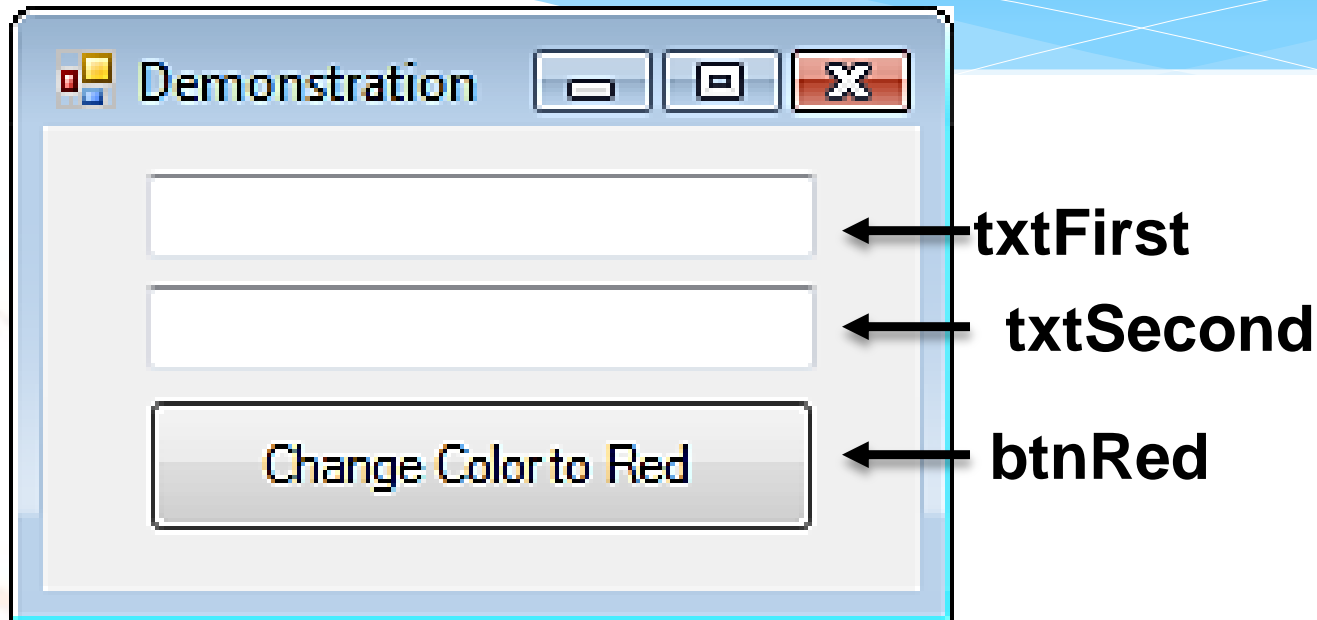 Demonstration
txtFirst
txtSecond
Change Color to Red
btnRed